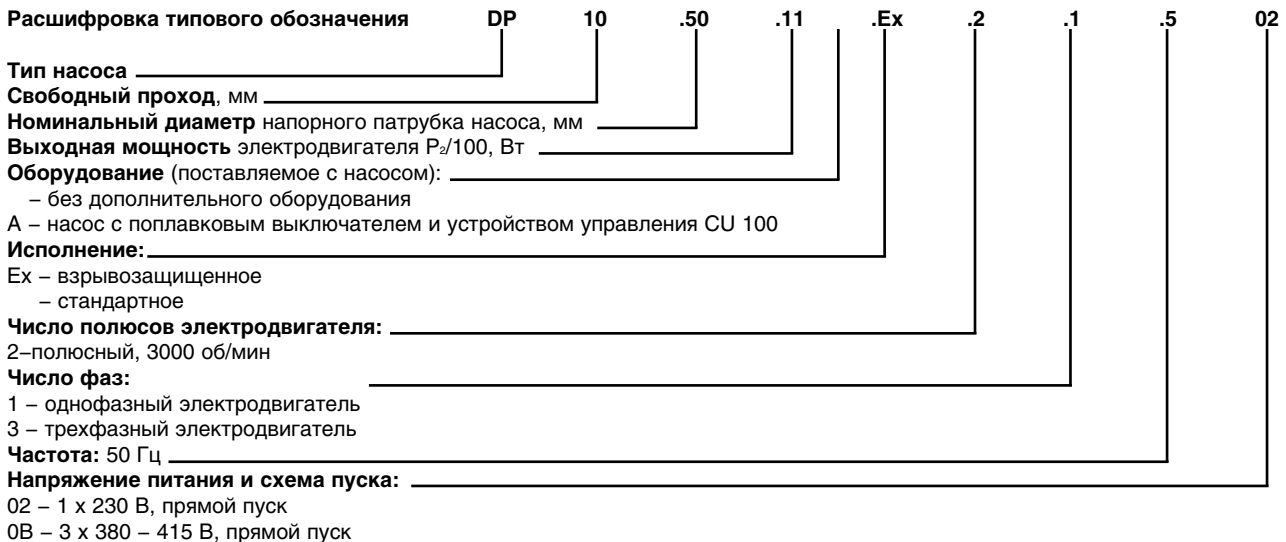 Расшифровка типового обозначения DP 10 .50 .11 .Ex .2 .1 .5 02
Тип насоса
Свободный проход, мм
Номинальный диаметр напорного патрубка насоса, мм
Выходная мощность электродвигателя P₂/100, Вт
Оборудование (поставляемое с насосом):
– без дополнительного оборудования
А – насос с поплавковым выключателем и устройством управления CU 100
Исполнение:
Ex – взрывозащищенное
– стандартное
Число полюсов электродвигателя:
2–полюсный, 3000 об/мин
Число фаз:
1 – однофазный электродвигатель
3 – трехфазный электродвигатель
Частота: 50 Гц
Напряжение питания и схема пуска:
02 – 1 x 230 В, прямой пуск
0В – 3 x 380 – 415 В, прямой пуск